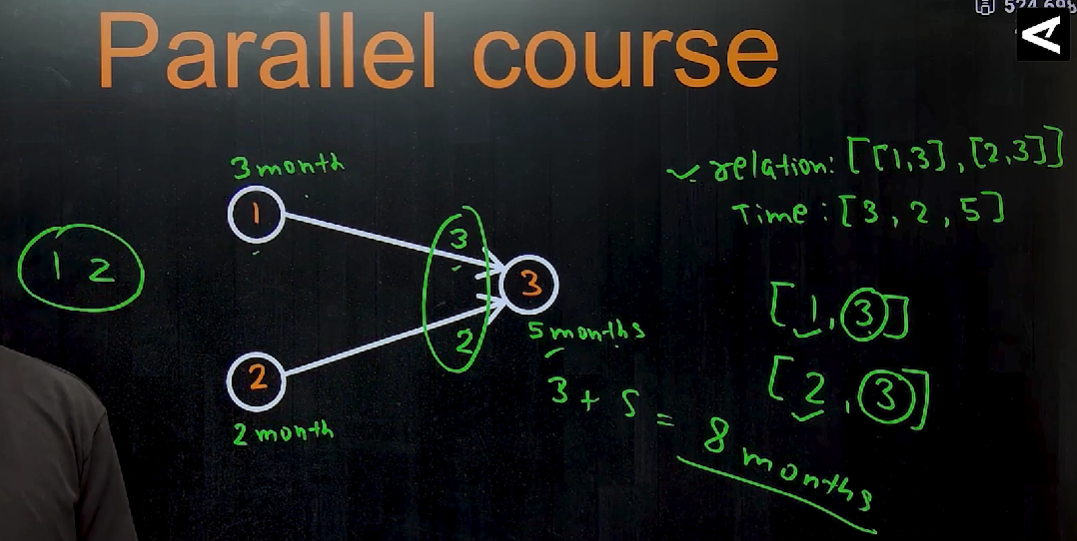 Parallel course
3 month
✓ relation: [[1,3], [2,3]]
Time : [3, 2, 5]
1
1 2
3
3
[1, 3]
2
5 months
2
[2, 3]
2 month
3 + 5 = 8 months